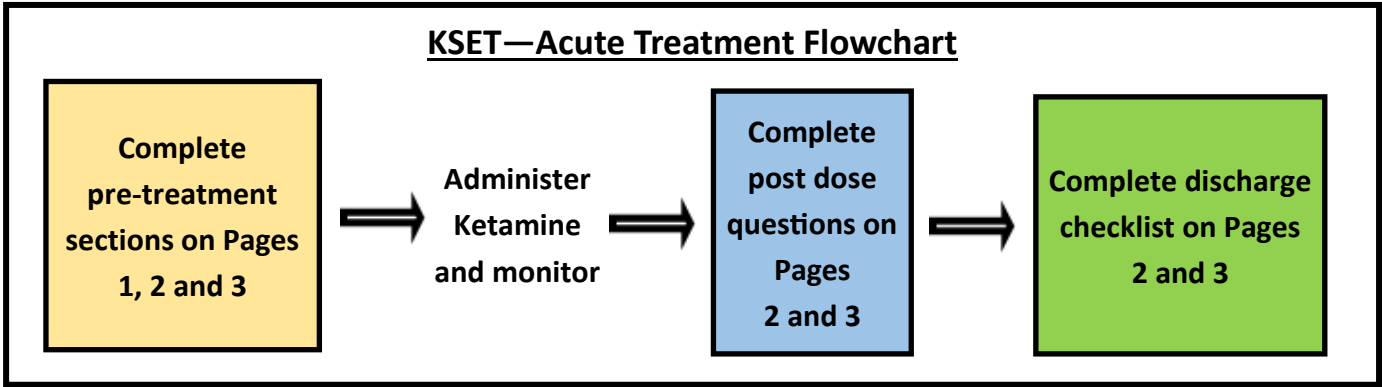 KSET—Acute Treatment Flowchart
Complete
pre-treatment
sections on Pages
1, 2 and 3
Administer
Ketamine
and monitor
Complete
post dose
questions on
Pages
2 and 3
Complete discharge
checklist on Pages
2 and 3